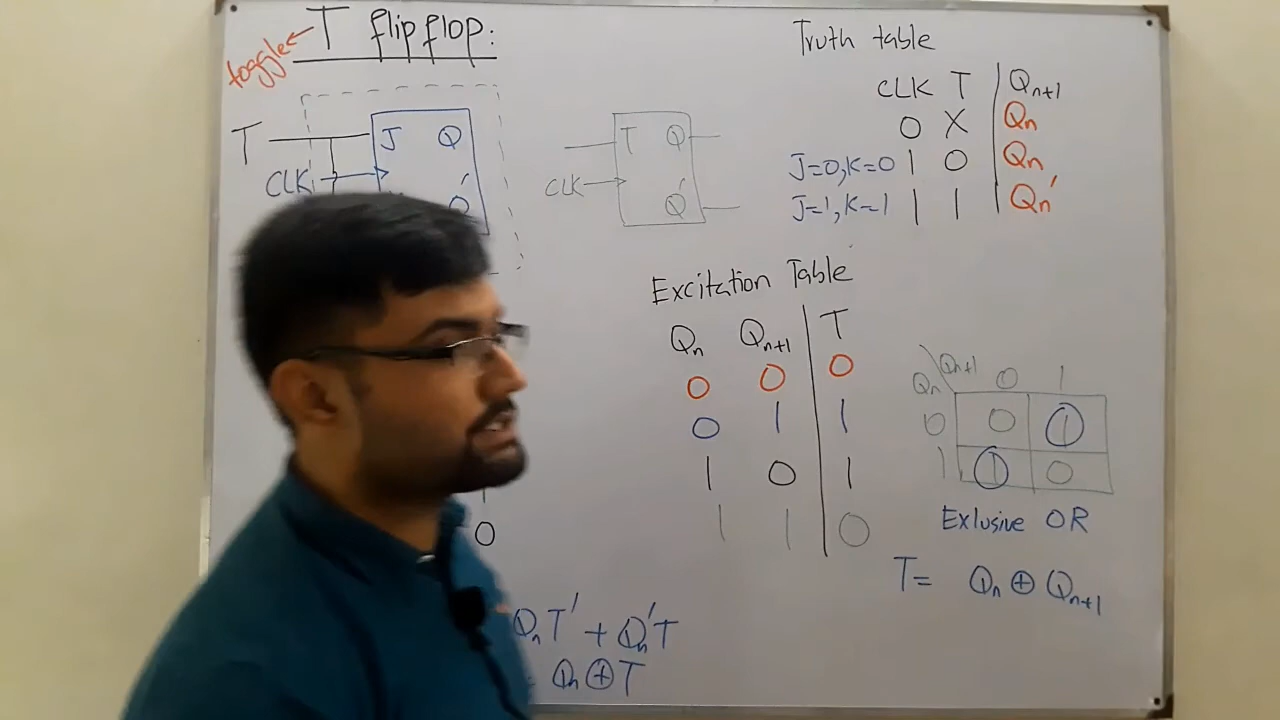 toggle ← T flip flop:
T
J Q
CLK
Q'
T Q
CLK
Q'
0
QnT' + Qn'T
= Qn ⊕ T
Truth table
CLK T Qn+1
0 X Qn
J=0,K=0 1 0 Qn
J=1,K=1 1 1 Qn'
Excitation Table
Qn Qn+1 T
0 0 0
0 1 1
1 0 1
1 1 0
Qn Qn+1 0 1
0 0 1
1 1 0
Exlusive OR
T= Qn ⊕ Qn+1